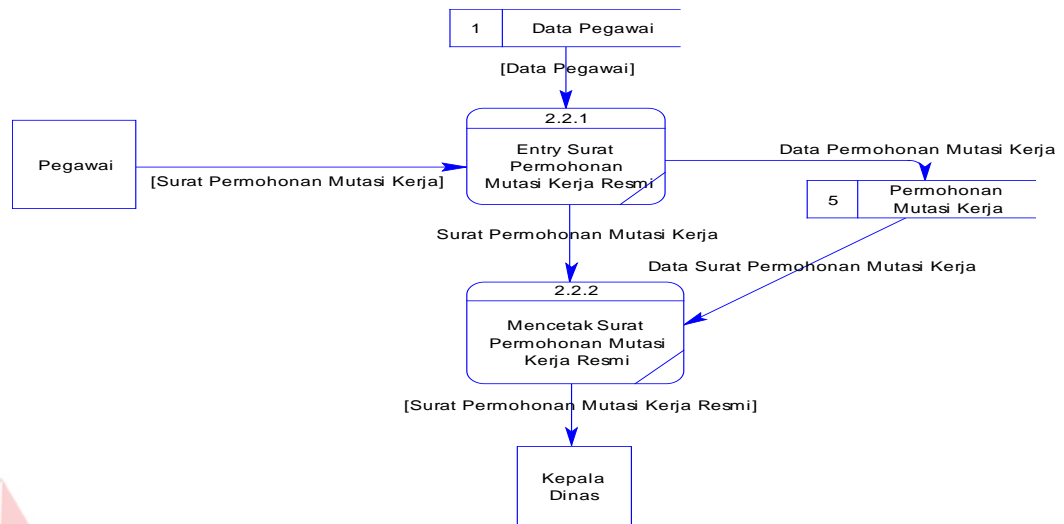 1 Data Pegawai
[Data Pegawai]
2.2.1
Entry Surat
Permohonan
Mutasi Kerja Resmi
Pegawai
[Surat Permohonan Mutasi Kerja]
Data Permohonan Mutasi Kerja
5 Permohonan
Mutasi Kerja
Surat Permohonan Mutasi Kerja
Data Surat Permohonan Mutasi Kerja
2.2.2
Mencetak Surat
Permohonan Mutasi
Kerja Resmi
[Surat Permohonan Mutasi Kerja Resmi]
Kepala
Dinas